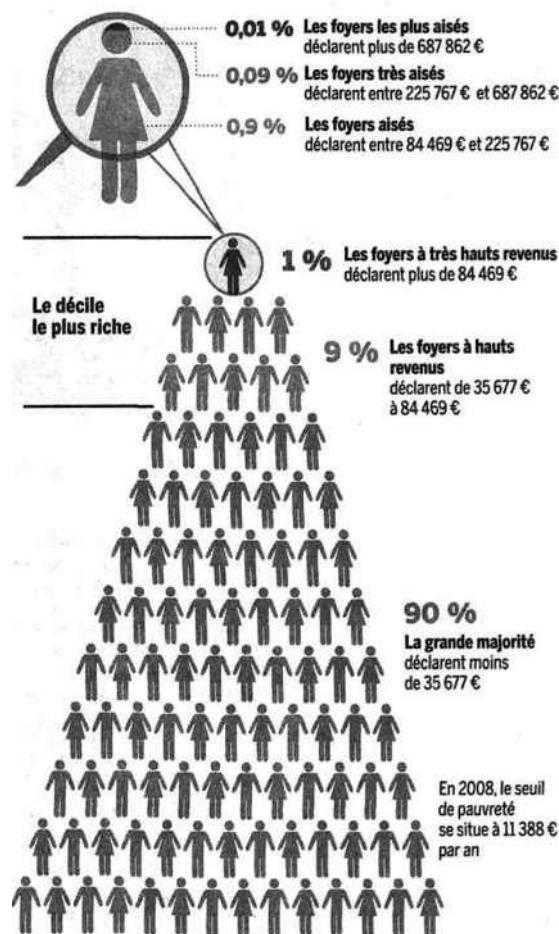 0,01 % Les foyers les plus aisés
déclarent plus de 687 862 €
0,09 % Les foyers très aisés
déclarent entre 225 767 € et 687 862 €
0,9 % Les foyers aisés
déclarent entre 84 469 € et 225 767 €
1 % Les foyers à très hauts revenus
déclarent plus de 84 469 €
Le décile
le plus riche
9 % Les foyers à hauts
revenus
déclarent de 35 677 €
à 84 469 €
90 %
La grande majorité
déclarent moins
de 35 677 €
En 2008, le seuil
de pauvreté
se situe à 11 388 €
par an